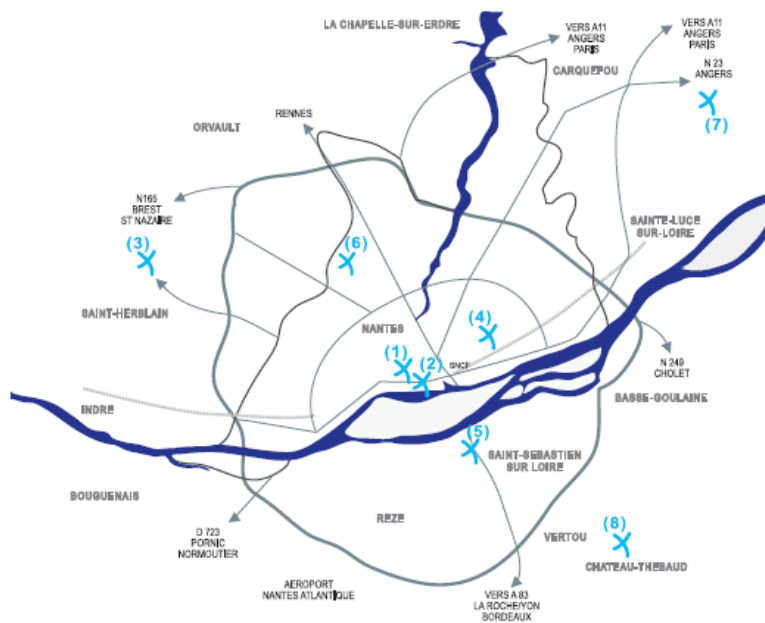 LA CHAPELLE-SUR-ERDRE
VERS A11
ANGERS
PARIS
VERS A11
ANGERS
PARIS
CARQUEFOU
N 23
ANGERS
(7)
RENNES
ORVAULT
N165
BREST
ST NAZAIRE
(3)
(6)
SAINTE-LUCE
SUR-LOIRE
SAINT-HERBLAIN
NANTES
(4)
(1)
(2)
SNCF
N 249
CHOLET
BASSE-GOULAINE
INDRE
(5)
SAINT-SEBASTIEN
SUR LOIRE
BOUGUENAIS
REZE
D 723
PORNIC
NORMOUTIER
VERTOU
(8)
CHATEAU-THEBAUD
AEROPORT
NANTES ATLANTIQUE
VERS A 83
LA ROCHE/YON
BORDEAUX